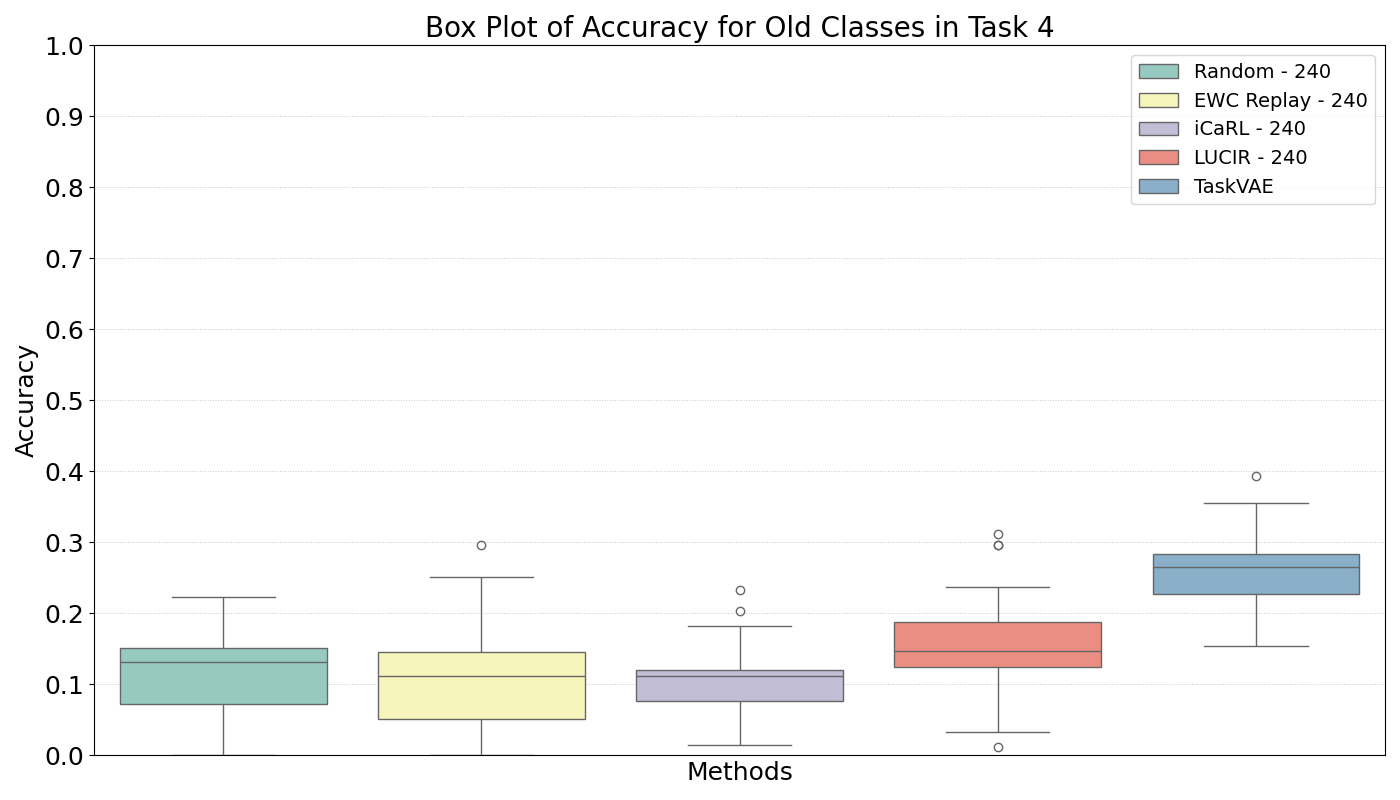 Box Plot of Accuracy for Old Classes in Task 4
1.0
0.9
0.8
0.7
0.6
0.5
0.4
0.3
0.2
0.1
0.0
Accuracy
Methods
Random - 240
EWC Replay - 240
iCaRL - 240
LUCIR - 240
TaskVAE